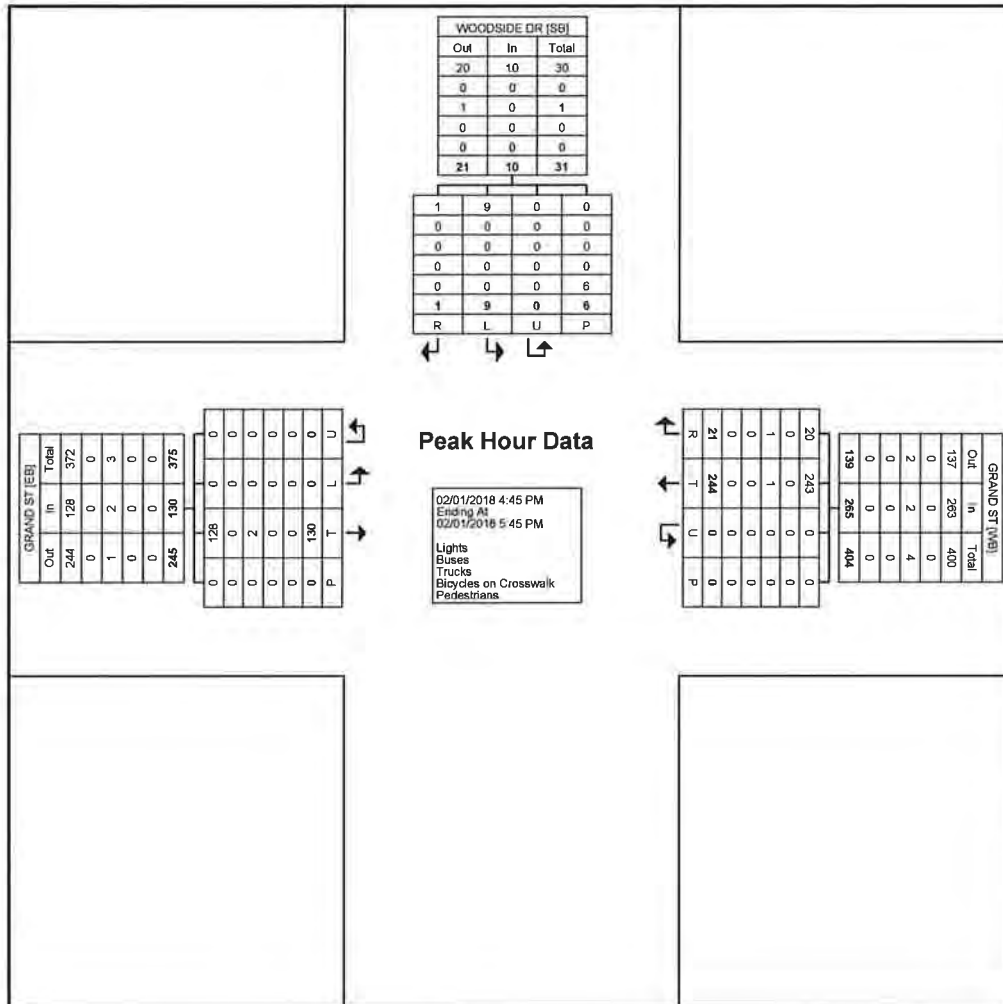 WOODSIDE DR [SB]
Out In Total
20 10 30
0 0 0
1 0 1
0 0 0
0 0 0
21 10 31
1 9 0 0
0 0 0 0
0 0 0 0
0 0 0 0
0 0 0 6
1 9 0 6
R L U P
GRAND ST [EB]
Total 372 0 3 0 0 375
In 128 0 2 0 0 130
Out 244 0 1 0 0 245
0 0 0 0 0 0 U
0 0 0 0 0 0 L
128 0 2 0 0 130 T
0 0 0 0 0 0 P
Peak Hour Data
02/01/2018 4:45 PM
Ending At
02/01/2018 5:45 PM
Lights
Buses
Trucks
Bicycles on Crosswalk
Pedestrians
R 21 0 0 1 0 20
T 244 0 0 1 0 243
U 0 0 0 0 0 0
P 0 0 0 0 0 0
GRAND ST [WB]
139 0 0 2 0 137 Out
265 0 0 2 0 263 In
404 0 0 4 0 400 Total